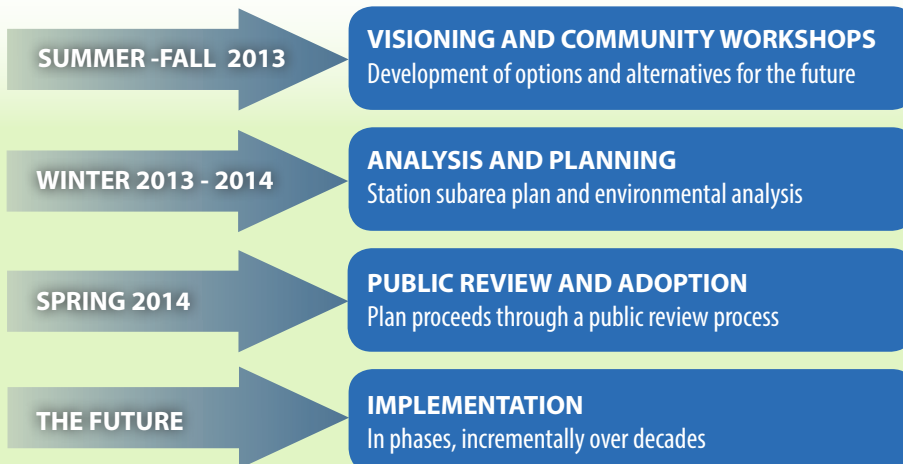 SUMMER -FALL 2013
VISIONING AND COMMUNITY WORKSHOPS
Development of options and alternatives for the future
WINTER 2013 - 2014
ANALYSIS AND PLANNING
Station subarea plan and environmental analysis
SPRING 2014
PUBLIC REVIEW AND ADOPTION
Plan proceeds through a public review process
THE FUTURE
IMPLEMENTATION
In phases, incrementally over decades